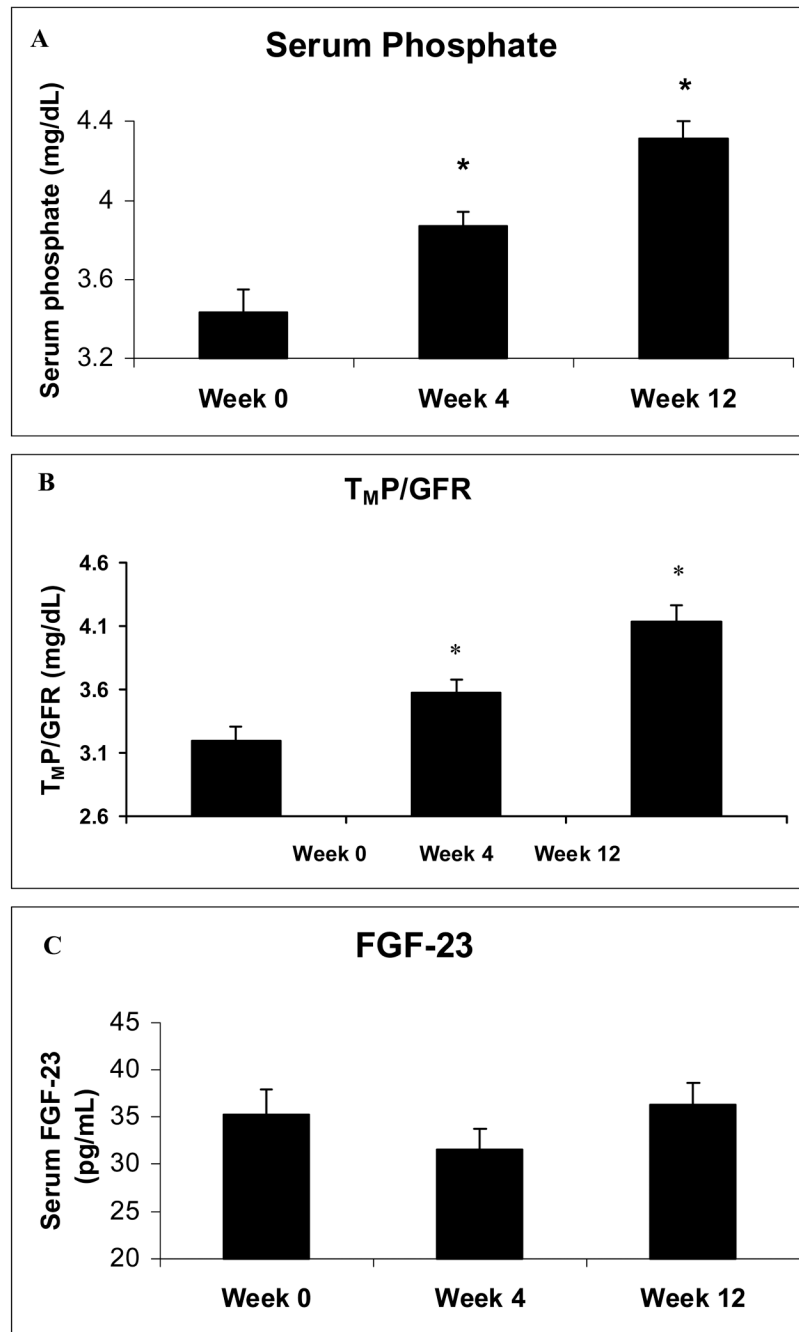 A
Serum Phosphate
Serum phosphate (mg/dL)
*
*
4.4
4
3.6
3.2
Week 0 Week 4 Week 12
B
TMP/GFR
TMP/GFR (mg/dL)
*
*
4.6
4.1
3.6
3.1
2.6
Week 0 Week 4 Week 12
C
FGF-23
Serum FGF-23
(pg/mL)
45
40
35
30
25
20
Week 0 Week 4 Week 12